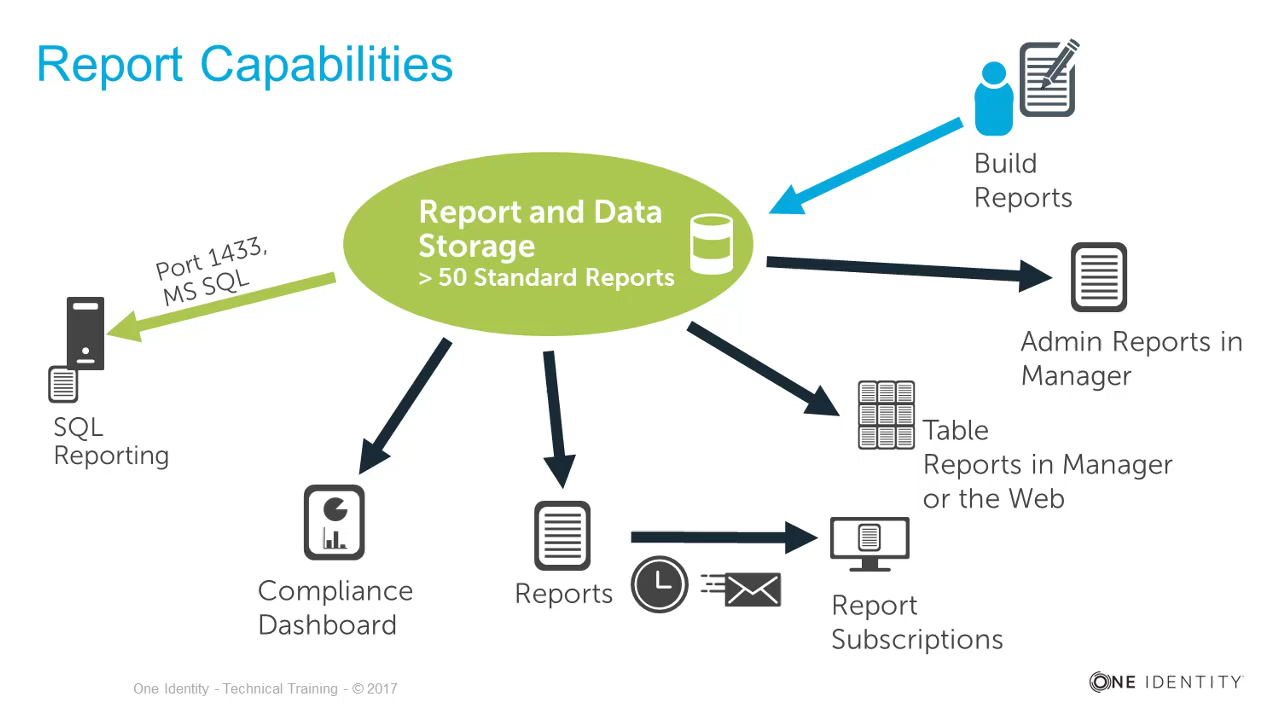 Report Capabilities
Build
Reports
Report and Data
Storage
> 50 Standard Reports
Port 1433,
MS SQL
Admin Reports in
Manager
SQL
Reporting
Table
Reports in Manager
or the Web
Compliance
Dashboard
Reports
Report
Subscriptions
One Identity - Technical Training - © 2017
ONE IDENTITY